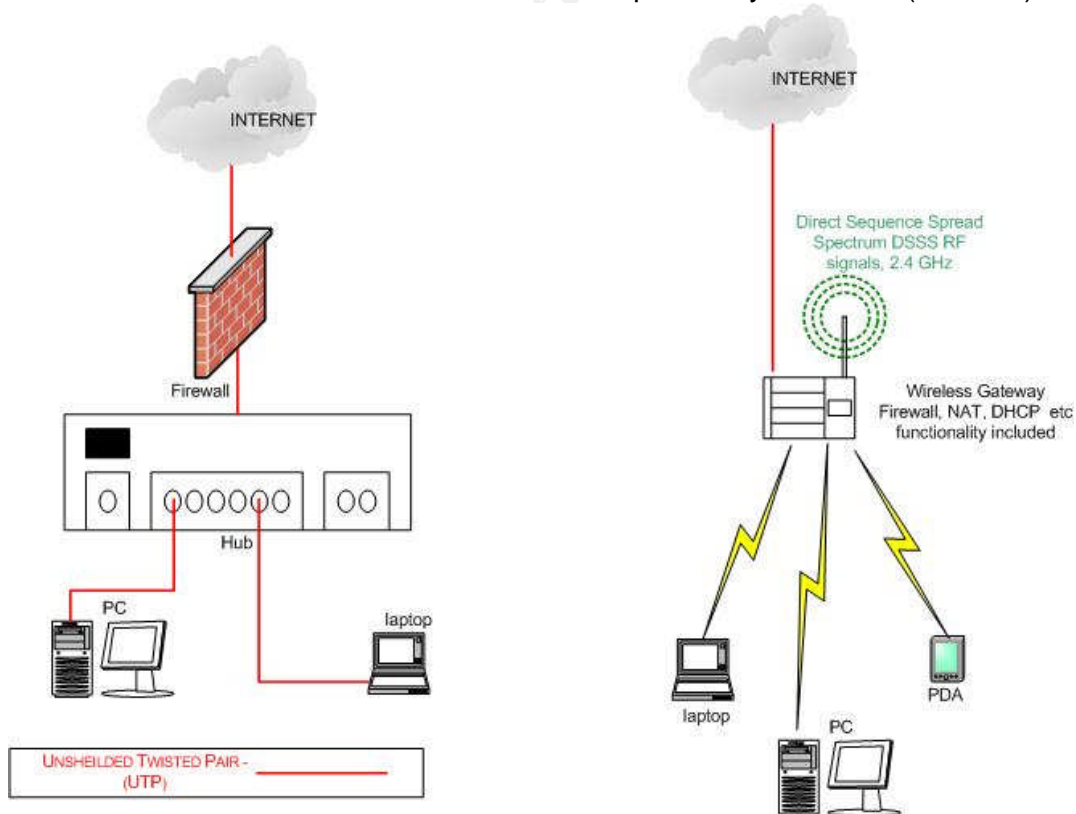 INTERNET
Firewall
Hub
PC
laptop
UNSHEILDED TWISTED PAIR -
(UTP)
INTERNET
Direct Sequence Spread
Spectrum DSSS RF
signals, 2.4 GHz
Wireless Gateway
Firewall, NAT, DHCP etc
functionality included
laptop
PC
PDA